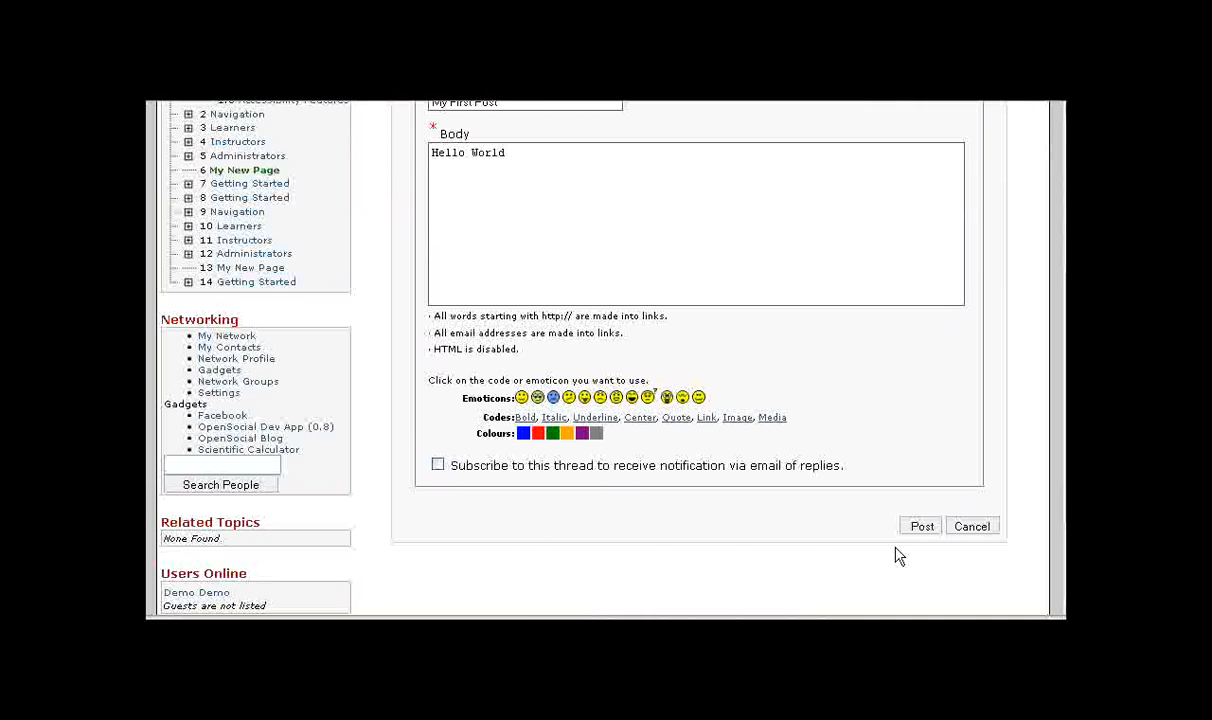 1.6 Accessibility Features
2 Navigation
3 Learners
4 Instructors
5 Administrators
6 My New Page
7 Getting Started
8 Getting Started
9 Navigation
10 Learners
11 Instructors
12 Administrators
13 My New Page
14 Getting Started
Networking
My Network
My Contacts
Network Profile
Gadgets
Network Groups
Settings
Gadgets
Facebook
OpenSocial Dev App (0.8)
OpenSocial Blog
Scientific Calculator
Search People
Related Topics
None Found.
Users Online
Demo Demo
Guests are not listed
My First Post
* Body
Hello World
· All words starting with http:// are made into links.
· All email addresses are made into links.
· HTML is disabled.
Click on the code or emoticon you want to use.
Emoticons:
Codes:Bold, Italic, Underline, Center, Quote, Link, Image, Media
Colours:
Subscribe to this thread to receive notification via email of replies.
Post Cancel